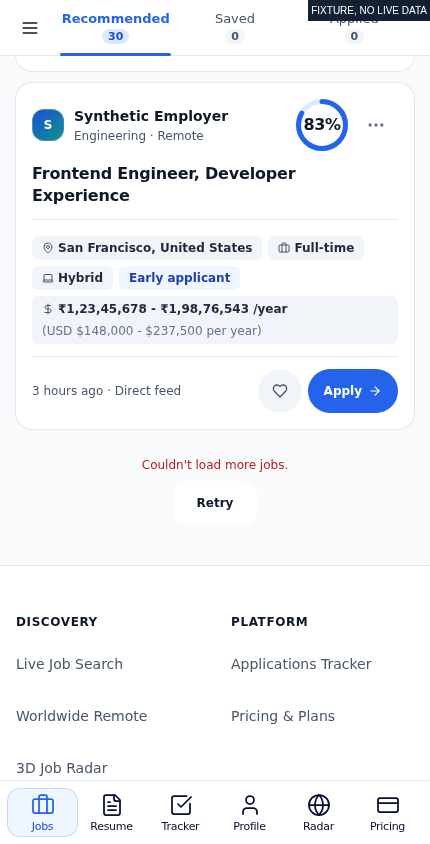 FIXTURE, NO LIVE DATA
Recommended
30
Saved
0
Applied
0
S
Synthetic Employer
Engineering · Remote
83%
Frontend Engineer, Developer
Experience
San Francisco, United States
Full-time
Hybrid
Early applicant
₹1,23,45,678 - ₹1,98,76,543 /year
(USD $148,000 - $237,500 per year)
3 hours ago · Direct feed
Apply
Couldn't load more jobs.
Retry
DISCOVERY
PLATFORM
Live Job Search
Applications Tracker
Worldwide Remote
Pricing & Plans
3D Job Radar
Jobs
Resume
Tracker
Profile
Radar
Pricing